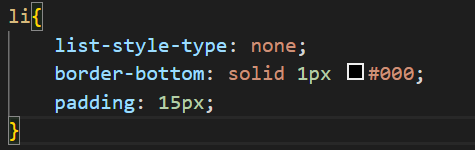 li{
    list-style-type: none;
    border-bottom: solid 1px #000;
    padding: 15px;
}